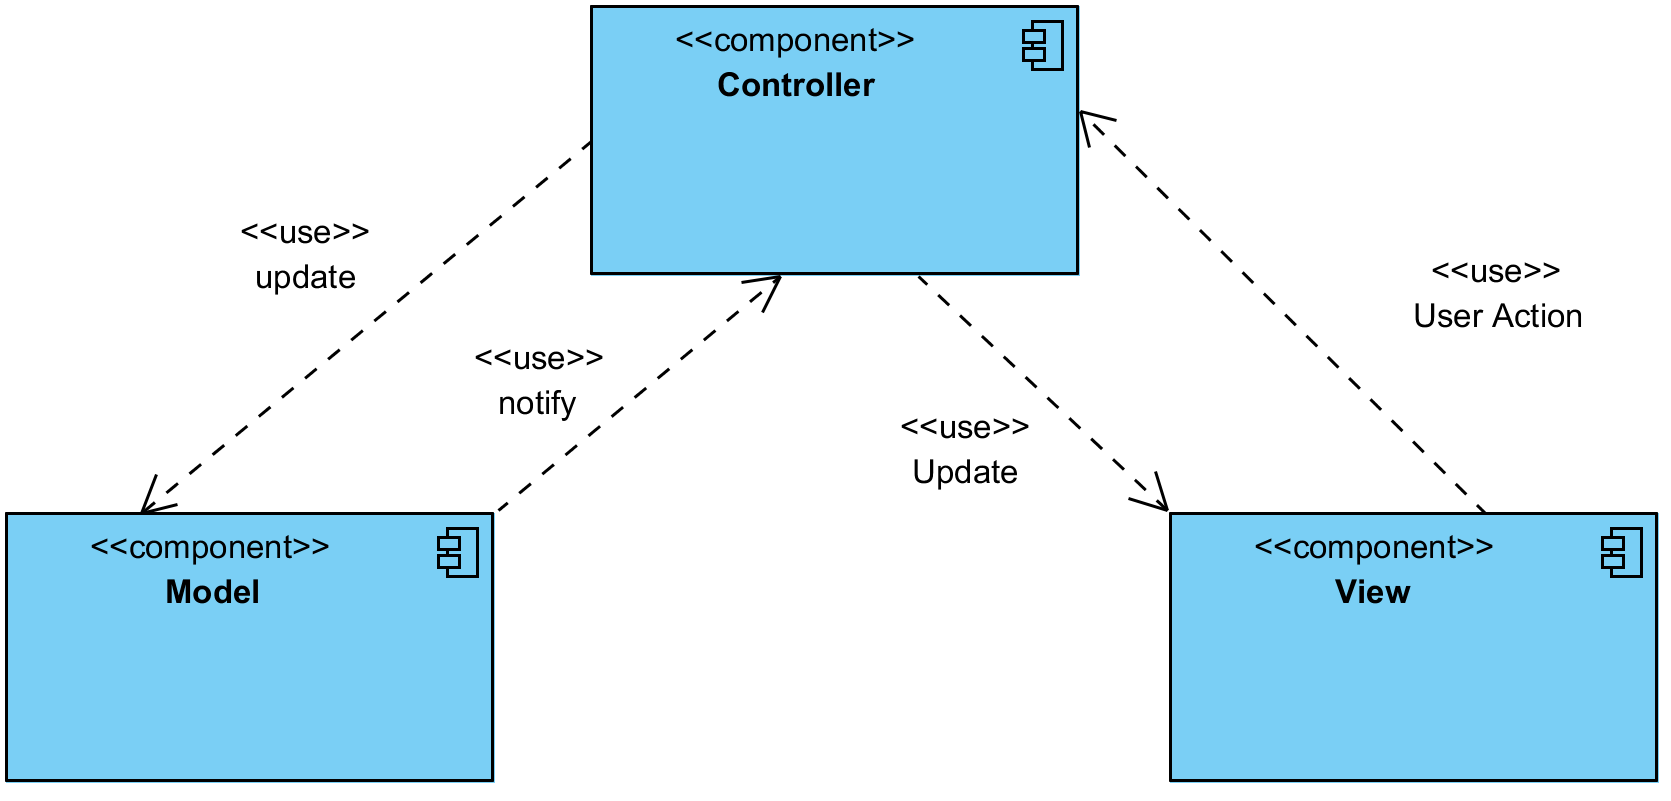 <<component>>
Controller
<<use>>
update
<<use>>
User Action
<<use>>
notify
<<use>>
Update
<<component>>
Model
<<component>>
View